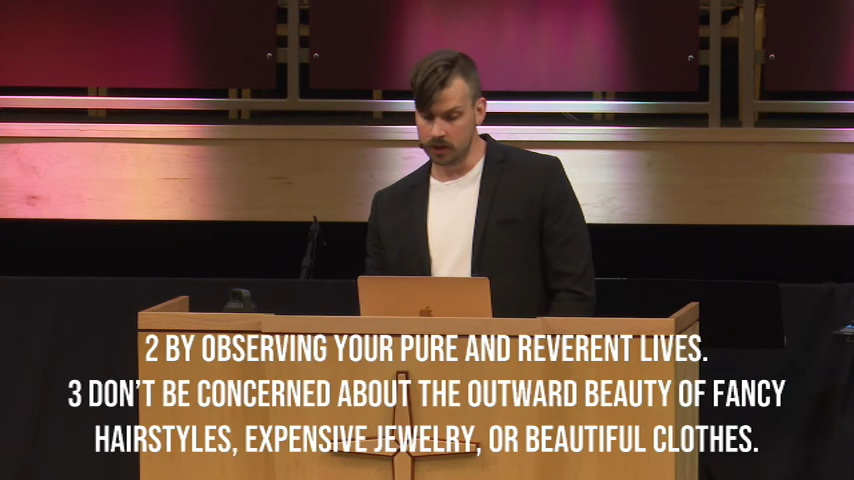 2 BY OBSERVING YOUR PURE AND REVERENT LIVES.
3 DON'T BE CONCERNED ABOUT THE OUTWARD BEAUTY OF FANCY
HAIRSTYLES, EXPENSIVE JEWELRY, OR BEAUTIFUL CLOTHES.